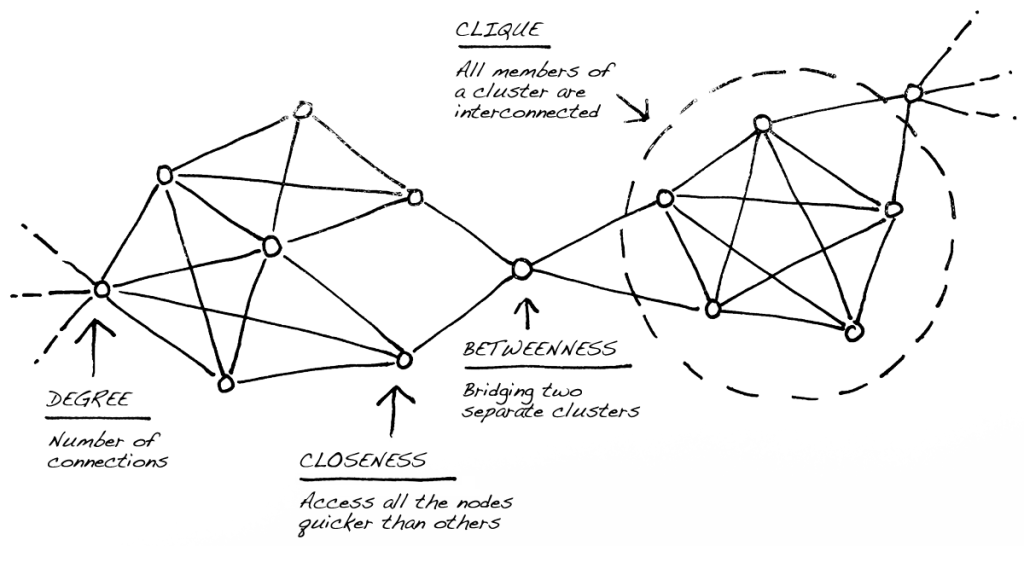 CLIQUE
All members of
a cluster are
interconnected
DEGREE
Number of
connections
CLOSENESS
Access all the nodes
quicker than others
BETWEENNESS
Bridging two
separate clusters